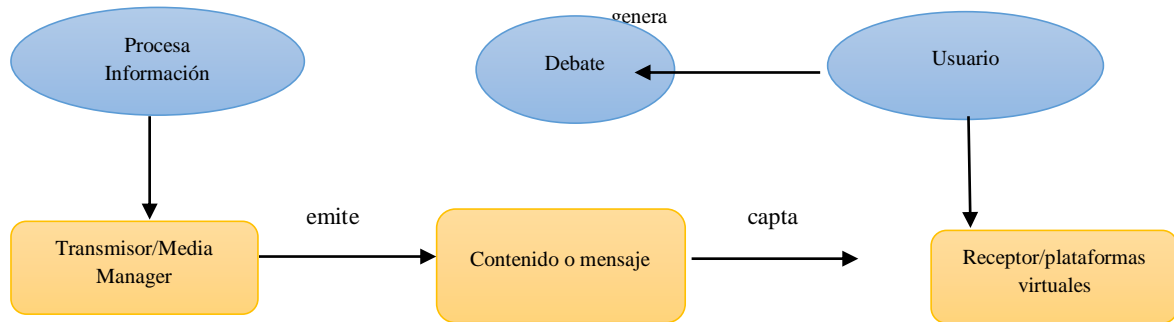 genera
Procesa
Información
Debate
Usuario
emite
capta
Transmisor/Media
Manager
Contenido o mensaje
Receptor/plataformas
virtuales